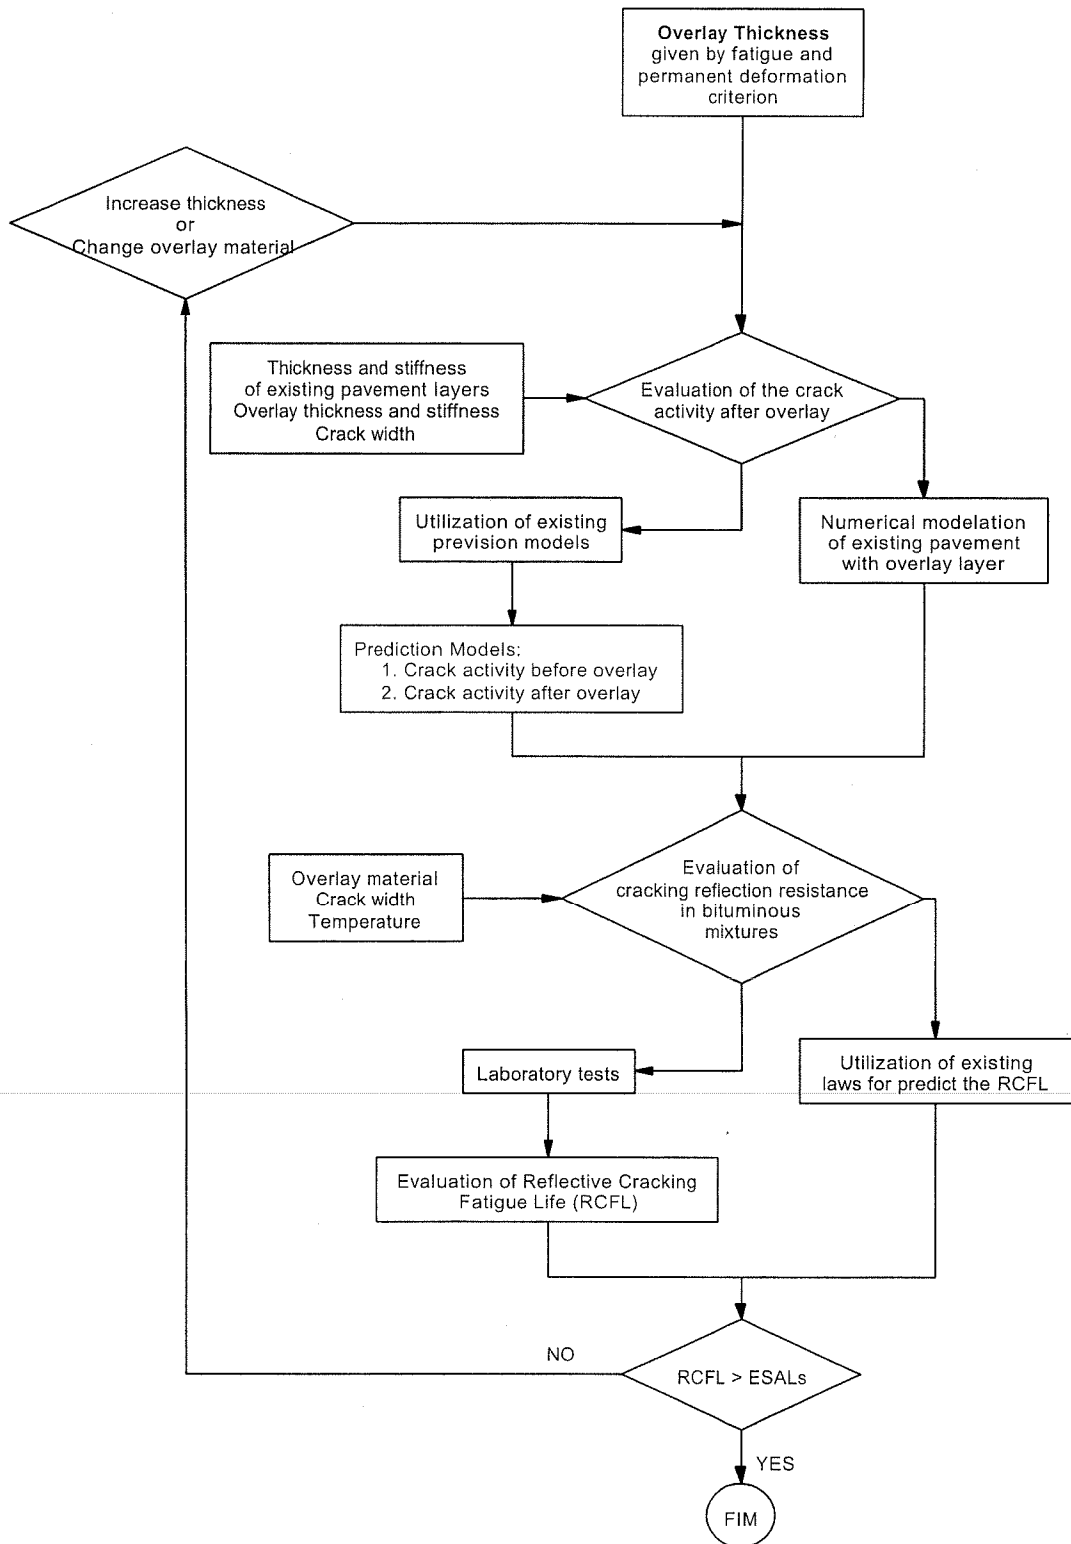 Overlay Thickness
given by fatigue and
permanent deformation
criterion
Increase thickness
or
Change overlay material
Thickness and stiffness
of existing pavement layers
Overlay thickness and stiffness
Crack width
Evaluation of the crack
activity after overlay
Utilization of existing
prevision models
Numerical modelation
of existing pavement
with overlay layer
Prediction Models:
1. Crack activity before overlay
2. Crack activity after overlay
Overlay material
Crack width
Temperature
Evaluation of
cracking reflection resistance
in bituminous
mixtures
Laboratory tests
Utilization of existing
laws for predict the RCFL
Evaluation of Reflective Cracking
Fatigue Life (RCFL)
NO
RCFL > ESALs
YES
FIM